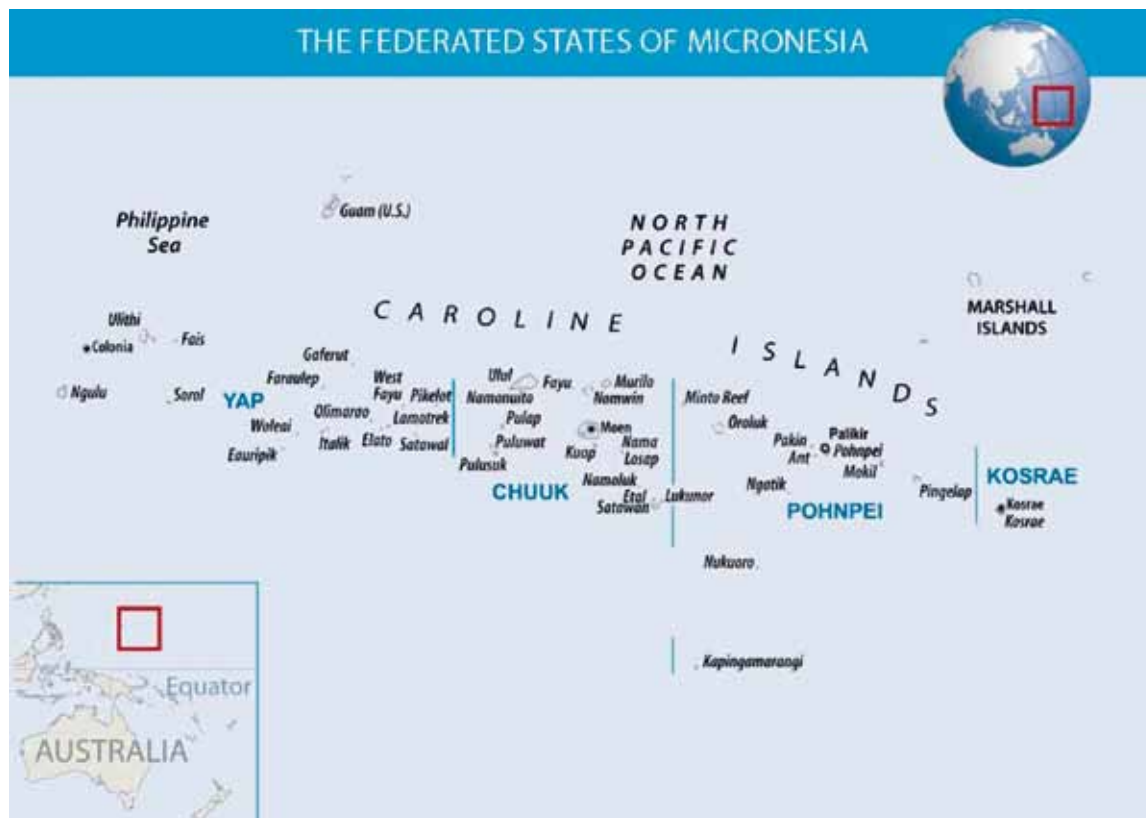 THE FEDERATED STATES OF MICRONESIA
Philippine
Sea
Guam (U.S.)
NORTH
PACIFIC
OCEAN
MARSHALL
ISLANDS
CAROLINE
ISLANDS
Ulithi
Colonia
Fais
Ngulu
Sorol
YAP
Gaferut
Faraulep
West
Fayu
Pikelot
Olimarao
Lamotrek
Woleai
Italik
Elato
Satawal
Eauripik
Ulul
Fayu
Murilo
Namonuito
Nomwin
Pulap
Moen
Puluwat
Kuop
Nama
Losap
Pulusuk
CHUUK
Namoluk
Etal
Lukunor
Satawan
Minto Reef
Oroluk
Pakin
Ant
Palikir
Pohnpei
Mokil
Ngatik
POHNPEI
Pingelap
KOSRAE
Kosrae
Kosrae
Nukuoro
Kapingamarangi
Equator
AUSTRALIA